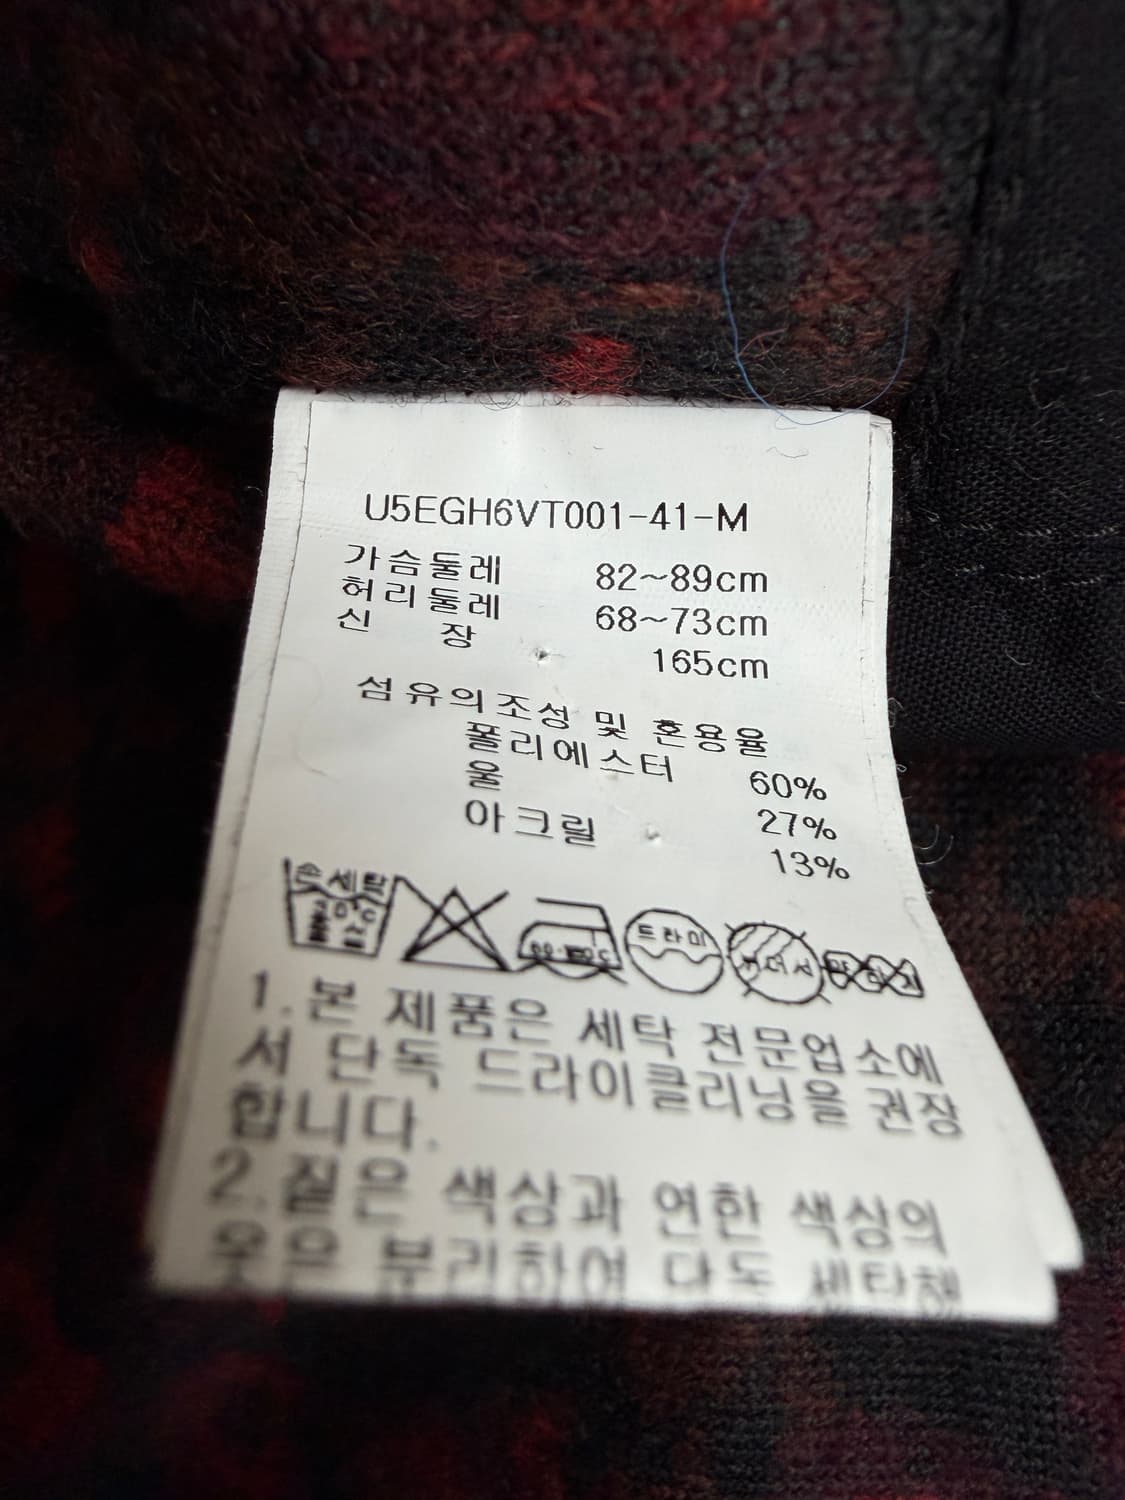 U5EGH6VT001-41-M
가슴둘레 82~89cm
허리둘레 68~73cm
신 장 165cm
섬유의조성 및 혼용율
폴리에스터 60%
울 27%
아크릴 13%
손세탁
드라이
1. 본 제품은 세탁 전문업소에
서 단독 드라이클리닝을 권장
합니다.
2. 짙은 색상과 연한 색상의
옷은 분리하여 단독 세탁해